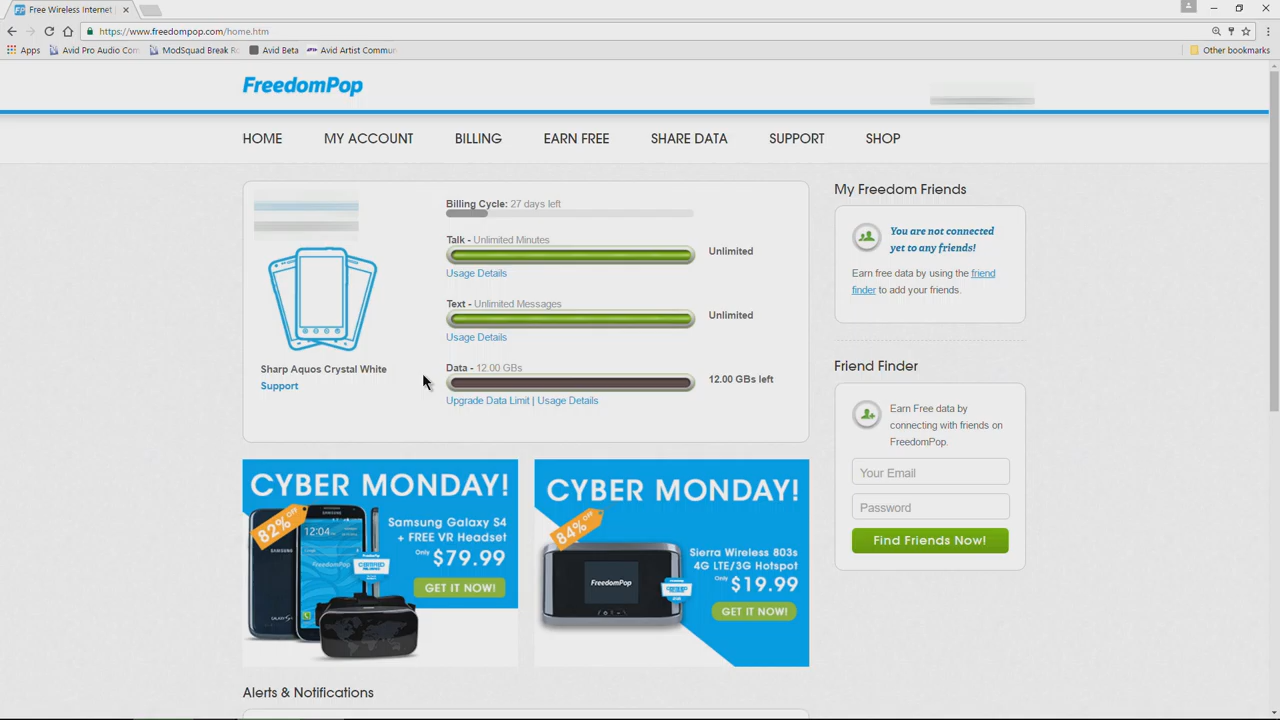 Free Wireless Internet
https://www.freedompop.com/home.htm
Apps
Avid Pro Audio Com
ModSquad Break Ro
Avid Beta
Avid Artist Commun
Other bookmarks
FreedomPop
HOME
MY ACCOUNT
BILLING
EARN FREE
SHARE DATA
SUPPORT
SHOP
Billing Cycle: 27 days left
Talk - Unlimited Minutes
Unlimited
Usage Details
Text - Unlimited Messages
Unlimited
Usage Details
Sharp Aquos Crystal White
Support
Data - 12.00 GBs
12.00 GBs left
Upgrade Data Limit | Usage Details
My Freedom Friends
You are not connected
yet to any friends!
Earn free data by using the friend
finder to add your friends.
Friend Finder
Earn Free data by
connecting with friends on
FreedomPop.
Your Email
Password
Find Friends Now!
CYBER MONDAY!
82% OFF
SAMSUNG
12:04
Samsung Galaxy S4
+ FREE VR Headset
Only $79.99
GET IT NOW!
CYBER MONDAY!
84% OFF
FreedomPop
Sierra Wireless 803s
4G LTE/3G Hotspot
Only $19.99
GET IT NOW!
Alerts & Notifications